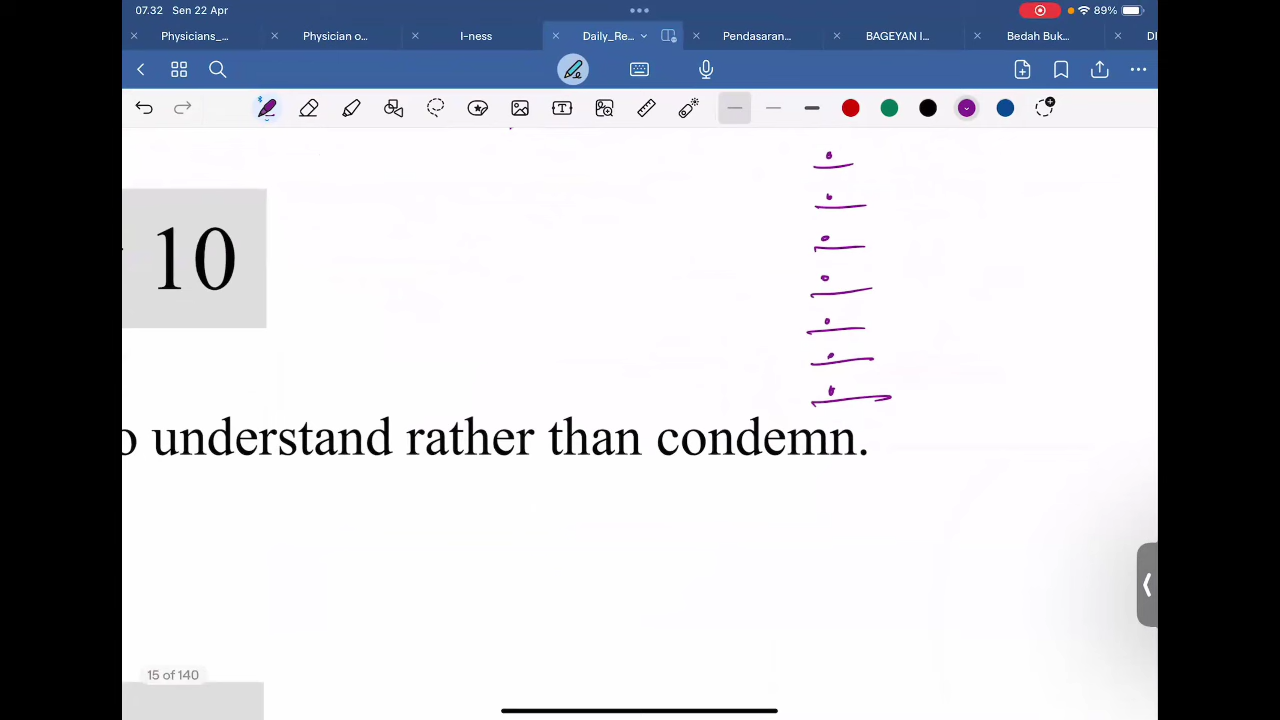 07.32 Sen 22 Apr 89%
Physicians_... Physician o... I-ness Daily_Re... Pendasaran... BAGEYAN I... Bedah Buk... DI
10
o understand rather than condemn.
15 of 140